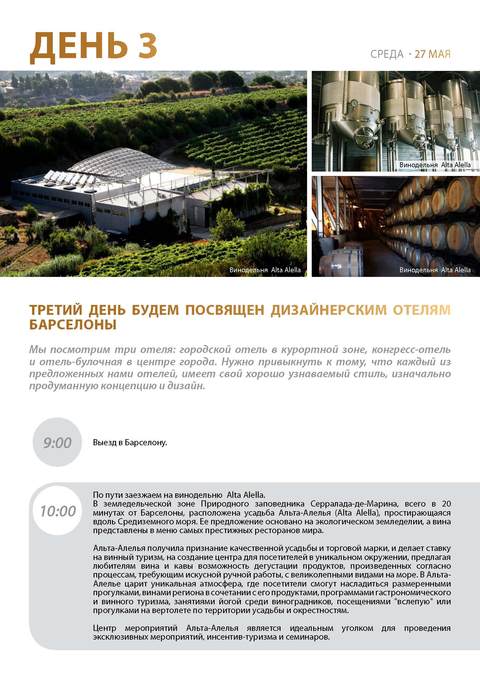 ДЕНЬ 3
СРЕДА · 27 МАЯ
Винодельня Alta Alella
Винодельня Alta Alella
Винодельня Alta Alella
ТРЕТИЙ ДЕНЬ БУДЕМ ПОСВЯЩЕН ДИЗАЙНЕРСКИМ ОТЕЛЯМ
БАРСЕЛОНЫ
Мы посмотрим три отеля: городской отель в курортной зоне, конгресс-отель
и отель-булочная в центре города. Нужно привыкнуть к тому, что каждый из
предложенных нами отелей, имеет свой хорошо узнаваемый стиль, изначально
продуманную концепцию и дизайн.
9:00
Выезд в Барселону.
10:00
По пути заезжаем на винодельню Alta Alella.
В земледельческой зоне Природного заповедника Серралада-де-Марина, всего в 20
минутах от Барселоны, расположена усадьба Альта-Алелья (Alta Alella), простирающаяся
вдоль Средиземного моря. Ее предложение основано на экологическом земледелии, а вина
представлены в меню самых престижных ресторанов мира.
Альта-Алелья получила признание качественной усадьбы и торговой марки, и делает ставку
на винный туризм, на создание центра для посетителей в уникальном окружении, предлагая
любителям вина и кавы возможность дегустации продуктов, произведенных согласно
процессам, требующим искусной ручной работы, с великолепными видами на море. В Альта-
Алелье царит уникальная атмосфера, где посетители смогут насладиться размеренными
прогулками, винами региона в сочетании с его продуктами, программами гастрономического
и винного туризма, занятиями йогой среди виноградников, посещениями "вслепую" или
прогулками на вертолете по территории усадьбы и окрестностям.
Центр мероприятий Альта-Алелья является идеальным уголком для проведения
эксклюзивных мероприятий, инсентив-туризма и семинаров.